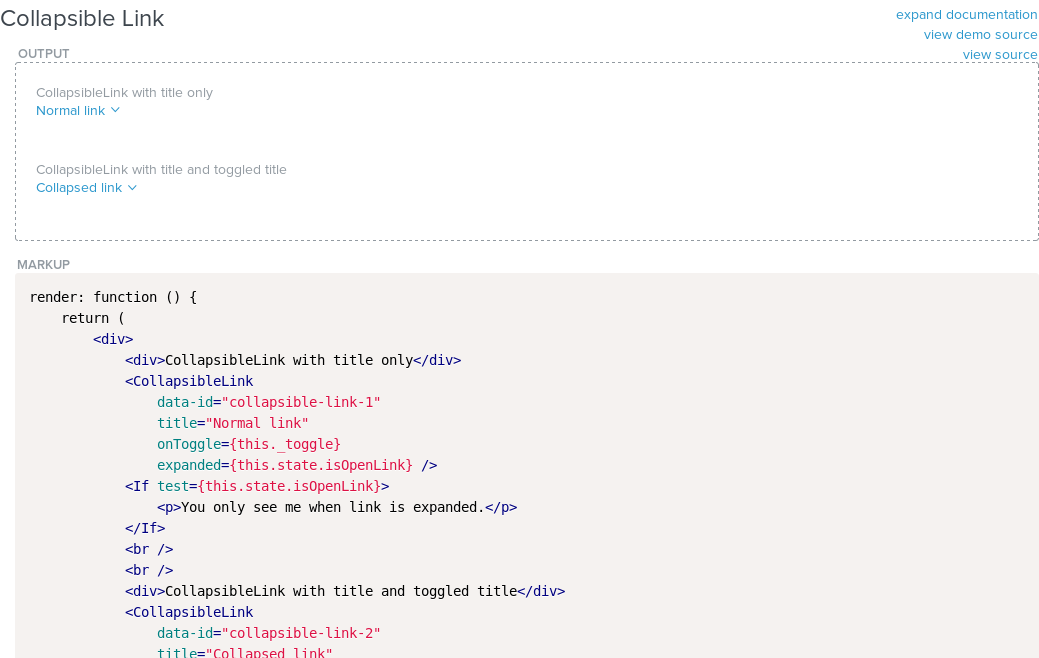 Collapsible Link
expand documentation
view demo source
view source
OUTPUT
CollapsibleLink with title only
Normal link
CollapsibleLink with title and toggled title
Collapsed link
MARKUP
render: function () {
    return (
        <div>
            <div>CollapsibleLink with title only</div>
            <CollapsibleLink
                data-id="collapsible-link-1"
                title="Normal link"
                onToggle={this._toggle}
                expanded={this.state.isOpenLink} />
            <If test={this.state.isOpenLink}>
                <p>You only see me when link is expanded.</p>
            </If>
            <br />
            <br />
            <div>CollapsibleLink with title and toggled title</div>
            <CollapsibleLink
                data-id="collapsible-link-2"
                title="Collapsed link"